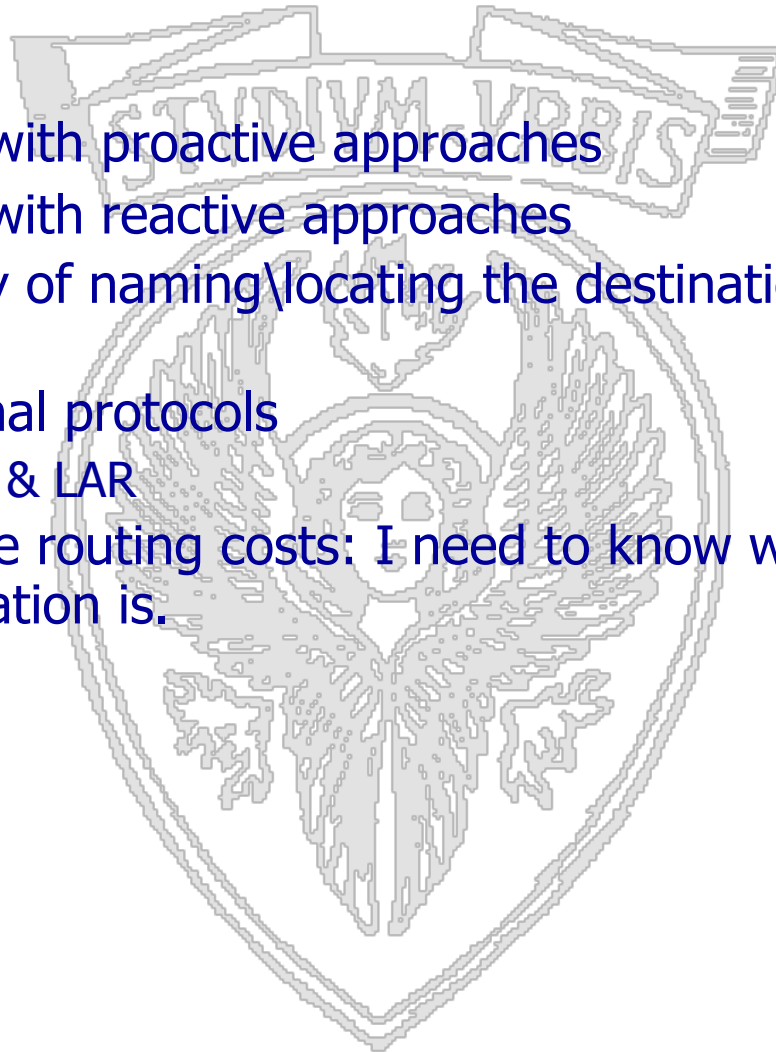 STVDIVM VRBIS
with proactive approaches
with reactive approaches
of naming\locating the destinati
nal protocols
& LAR
e routing costs: I need to know w
ation is.